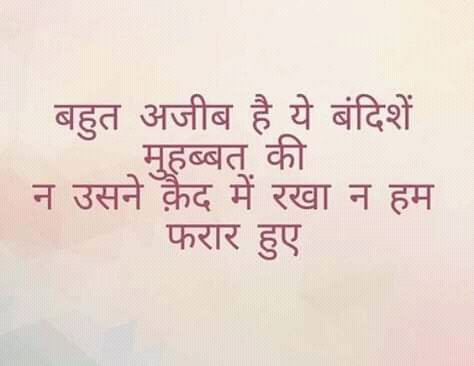 बहुत अजीब है ये बंदिशें
मुहब्बत की
न उसने क़ैद में रखा न हम
फरार हुए